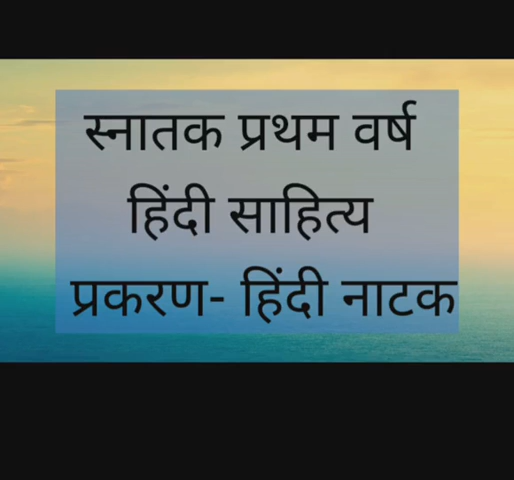 स्नातक प्रथम वर्ष
हिंदी साहित्य
प्रकरण- हिंदी नाटक